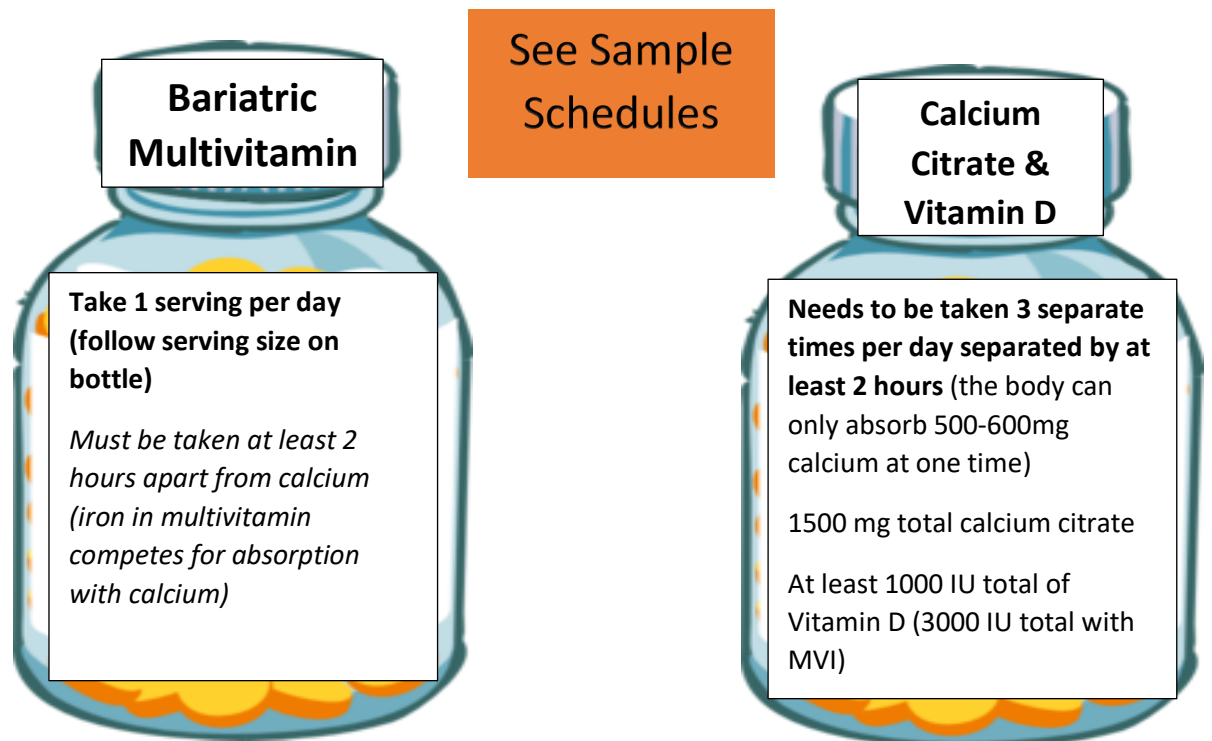 See Sample
Schedules
Bariatric
Multivitamin
Take 1 serving per day
(follow serving size on
bottle)
Must be taken at least 2
hours apart from calcium
(iron in multivitamin
competes for absorption
with calcium)
Calcium
Citrate &
Vitamin D
Needs to be taken 3 separate
times per day separated by at
least 2 hours (the body can
only absorb 500-600mg
calcium at one time)
1500 mg total calcium citrate
At least 1000 IU total of
Vitamin D (3000 IU total with
MVI)